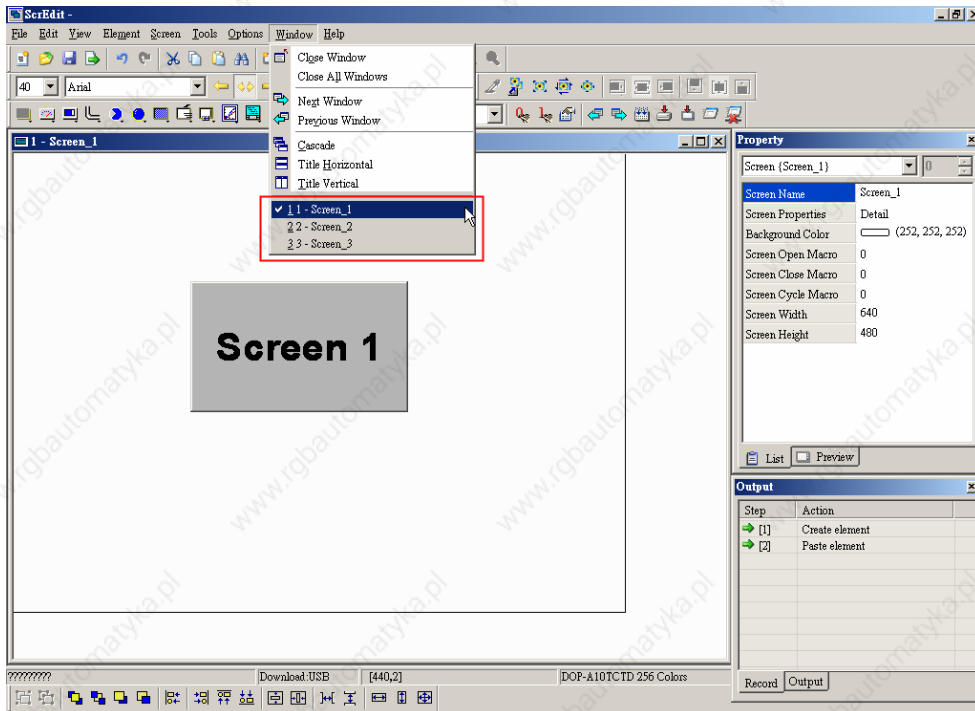 ScrEdit -
File Edit View Element Screen Tools Options Window Help
40 Arial
Close Window
Close All Windows
Next Window
Previous Window
Cascade
Title Horizontal
Title Vertical
✓ 1 1 - Screen_1
2 2 - Screen_2
3 3 - Screen_3
1 - Screen_1
Screen 1
Property
Screen {Screen_1} 0
Screen Name Screen_1
Screen Properties Detail
Background Color (252, 252, 252)
Screen Open Macro 0
Screen Close Macro 0
Screen Cycle Macro 0
Screen Width 640
Screen Height 480
List Preview
Output
Step Action
[1] Create element
[2] Paste element
Record Output
????????? Download:USB [440,2] DOP-A10TCTD 256 Colors
www.rgbautomatyka.pl